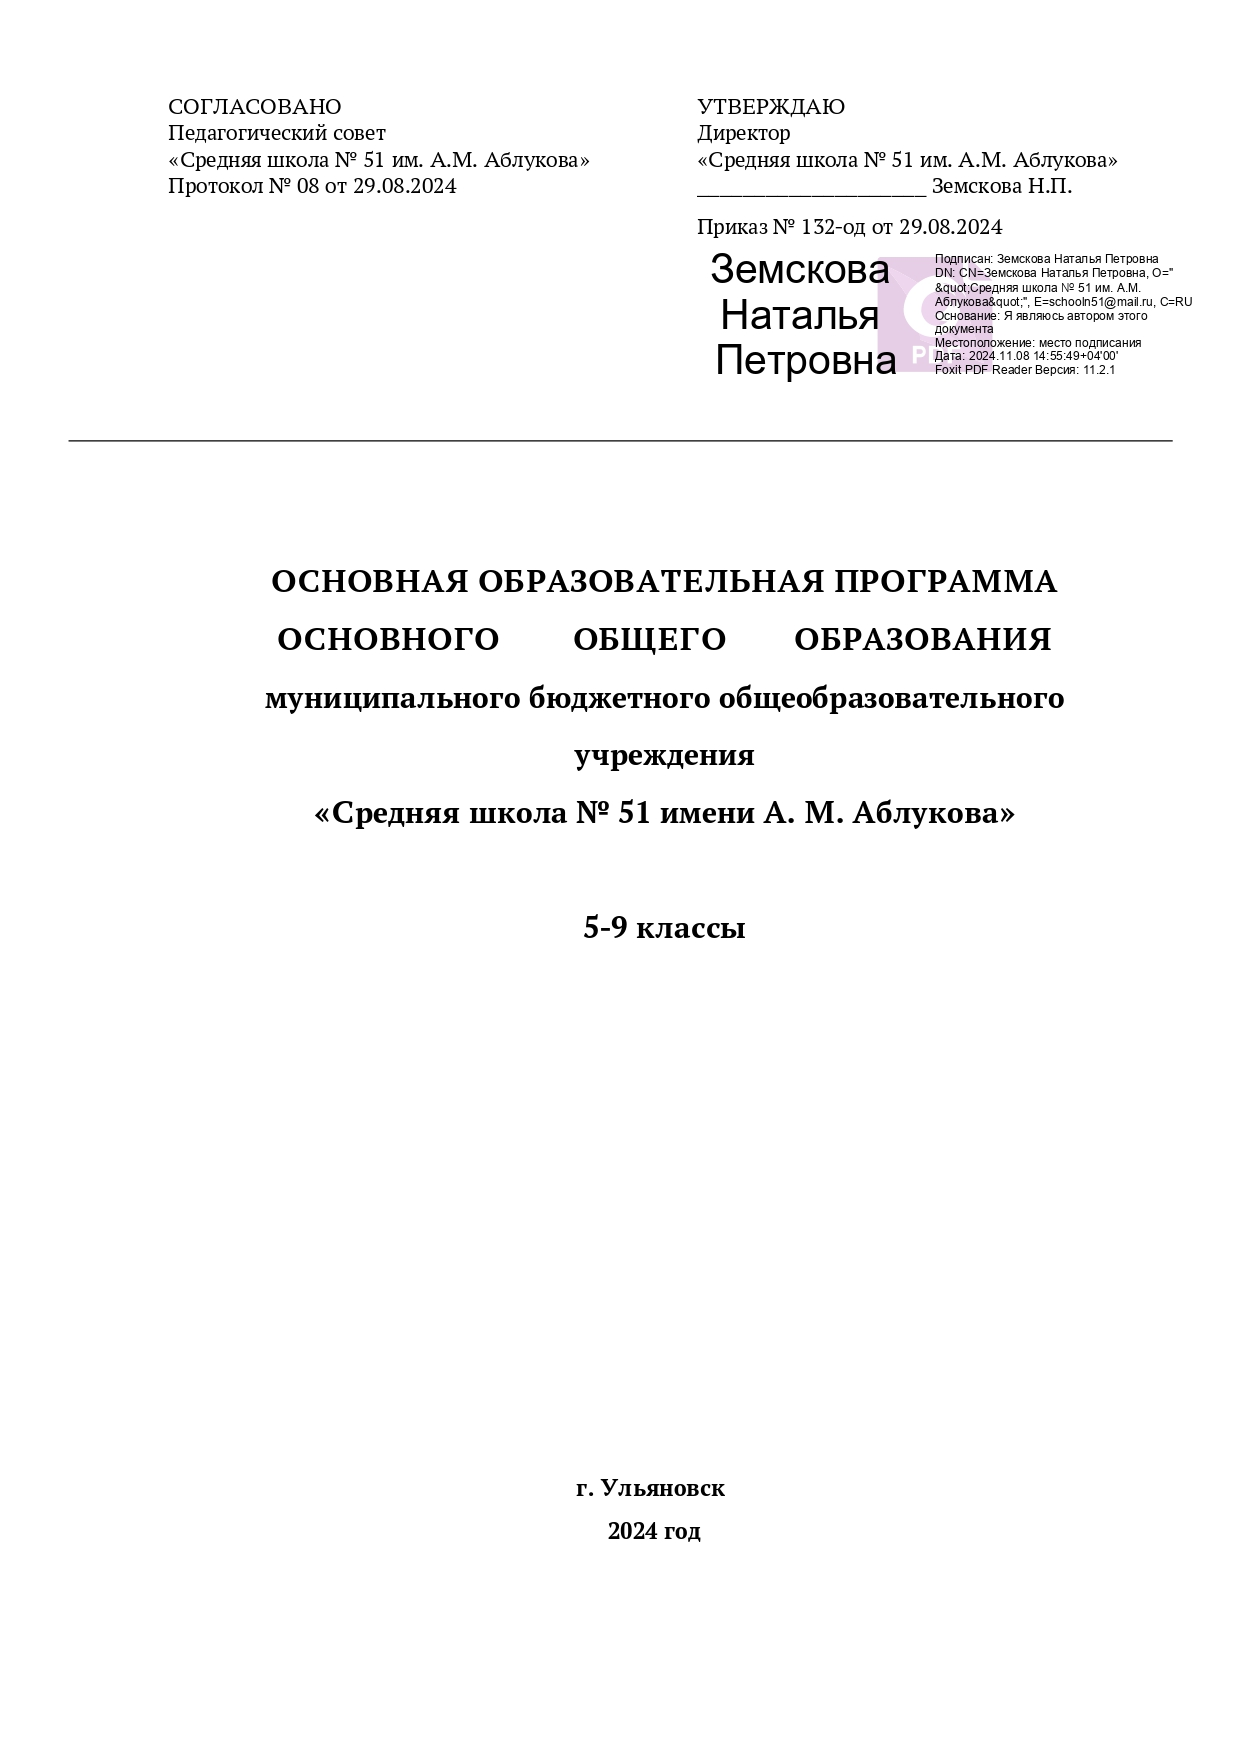 СОГЛАСОВАНО
Педагогический совет
«Средняя школа № 51 им. А.М. Аблукова»
Протокол № 08 от 29.08.2024
УТВЕРЖДАЮ
Директор
«Средняя школа № 51 им. А.М. Аблукова»
_____________________ Земскова Н.П.
Приказ № 132-од от 29.08.2024
Земскова
Наталья
Петровна
Подписан: Земскова Наталья Петровна
DN: CN=Земскова Наталья Петровна, O="
&quot;Средняя школа № 51 им. А.М.
Аблукова&quot;", E=schooln51@mail.ru, C=RU
Основание: Я являюсь автором этого
документа
Местоположение: место подписания
Дата: 2024.11.08 14:55:49+04'00'
Foxit PDF Reader Версия: 11.2.1
ОСНОВНАЯ ОБРАЗОВАТЕЛЬНАЯ ПРОГРАММА
ОСНОВНОГО ОБЩЕГО ОБРАЗОВАНИЯ
муниципального бюджетного общеобразовательного
учреждения
«Средняя школа № 51 имени А. М. Аблукова»
5-9 классы
г. Ульяновск
2024 год